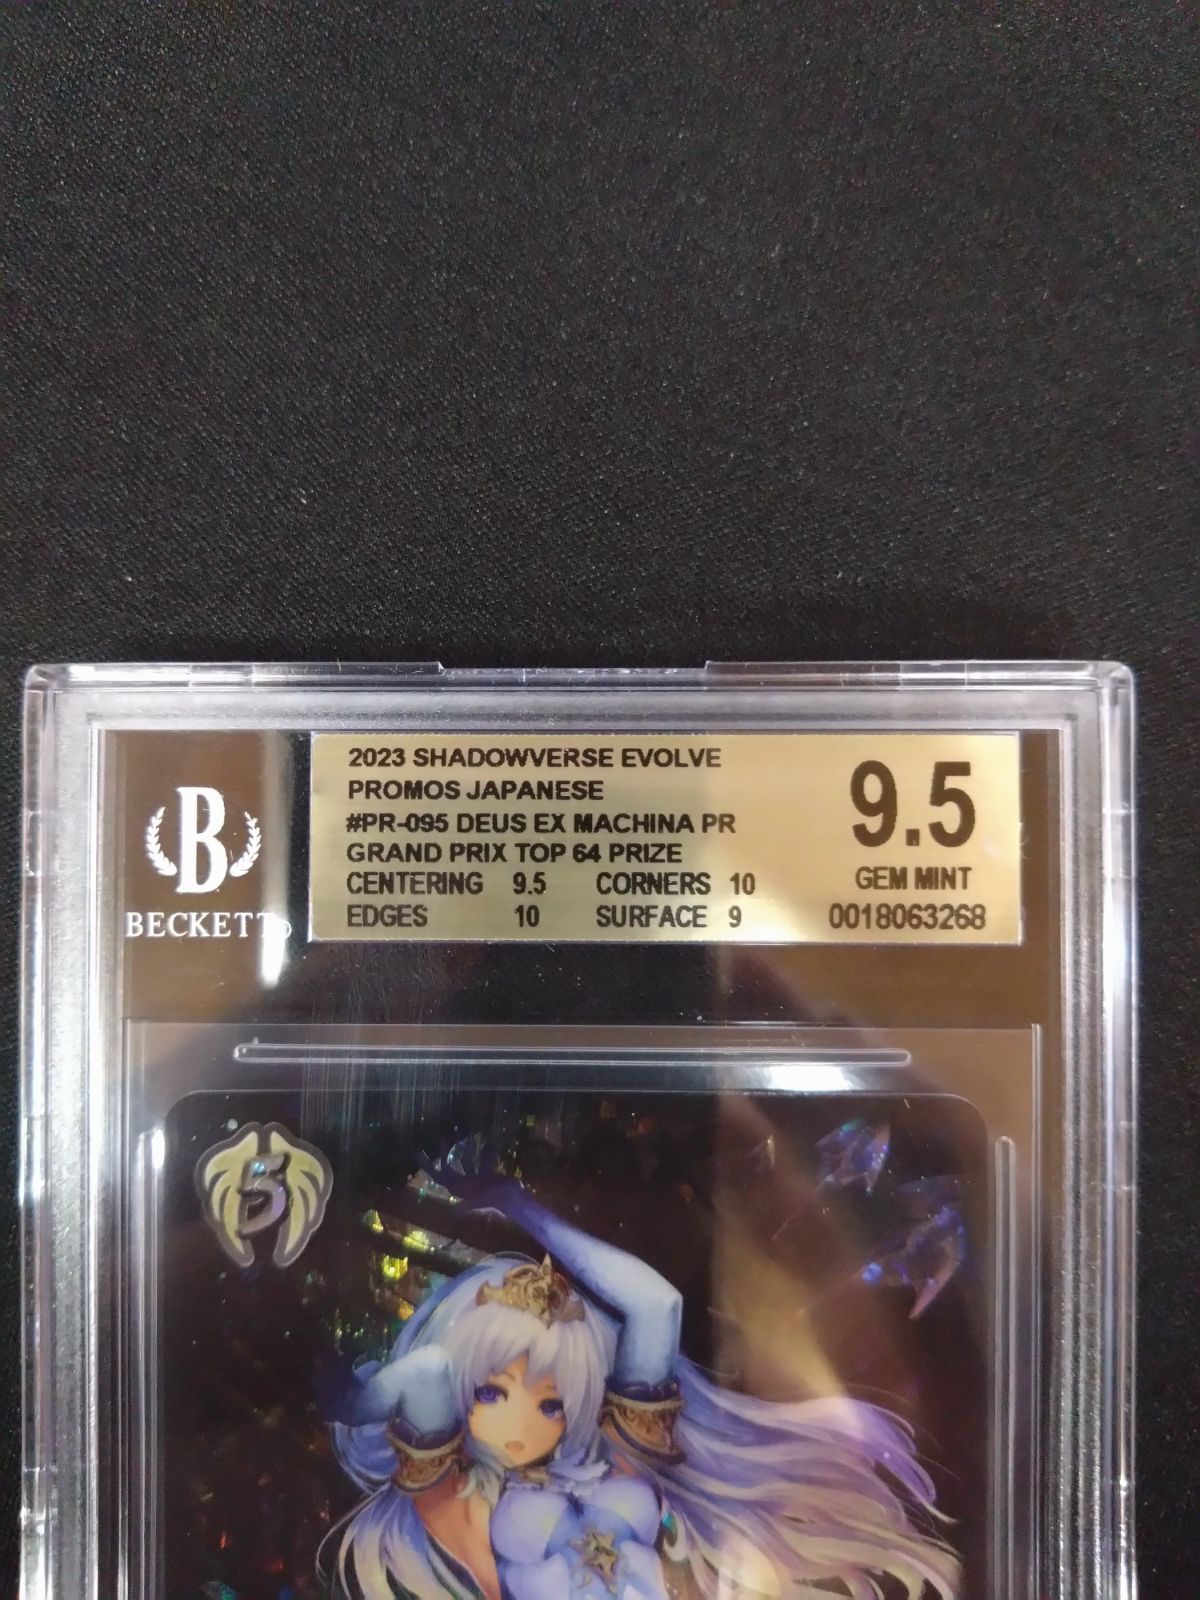 2023 SHADOWVERSE EVOLVE
PROMOS JAPANESE
#PR-095 DEUS EX MACHINA PR
GRAND PRIX TOP 64 PRIZE
CENTERING 9.5 CORNERS 10
EDGES 10 SURFACE 9
9.5
GEM MINT
0018063268
B
BECKETT
5